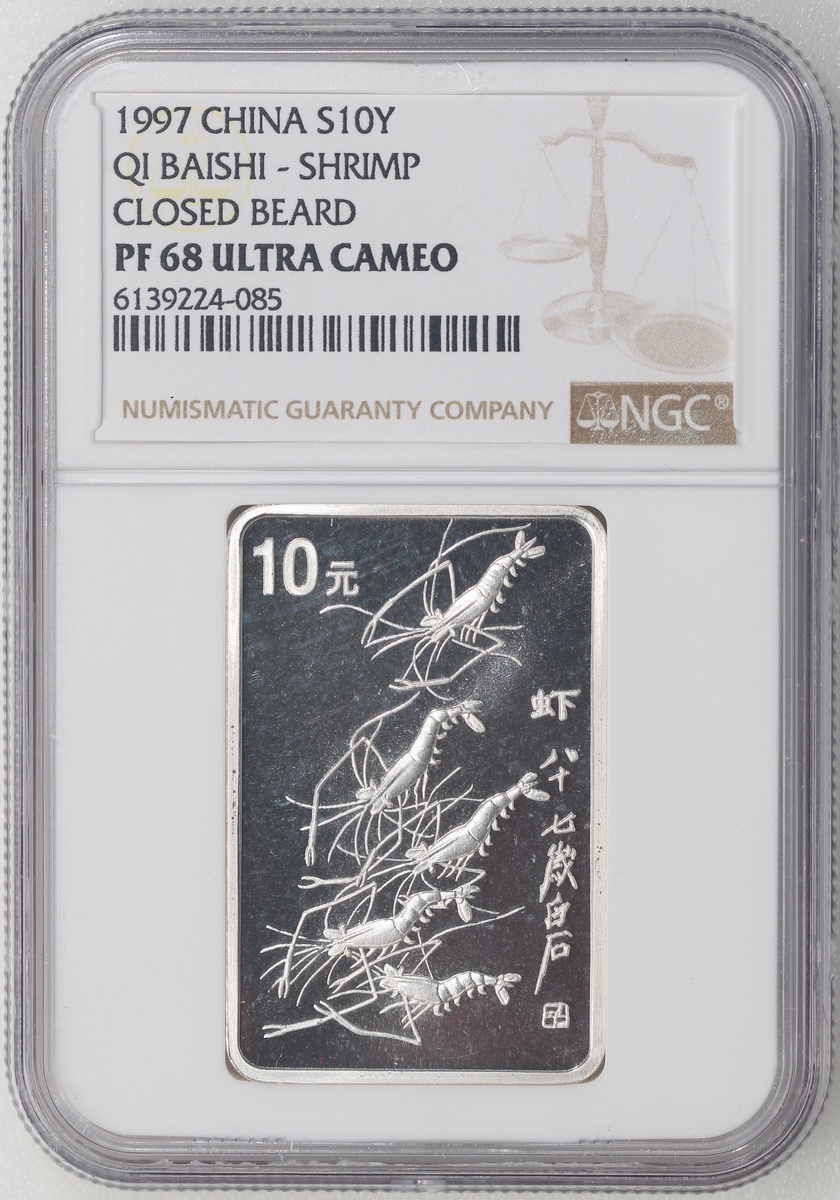 1997 CHINA S10Y
QI BAISHI - SHRIMP
CLOSED BEARD
PF 68 ULTRA CAMEO
6139224-085
NUMISMATIC GUARANTY COMPANY
NGC®
10元
虾 八十七岁白石